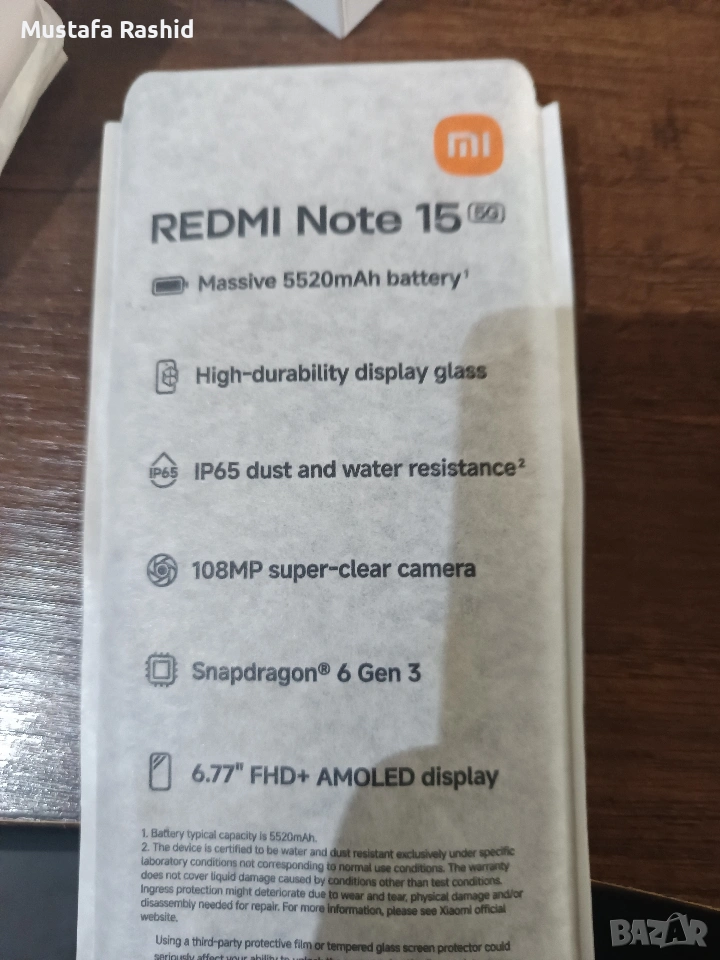 Mustafa Rashid
mi
REDMI Note 15 5G
Massive 5520mAh battery¹
High-durability display glass
IP65 IP65 dust and water resistance²
108MP super-clear camera
Snapdragon® 6 Gen 3
6.77" FHD+ AMOLED display
1. Battery typical capacity is 5520mAh.
2. The device is certified to be water and dust resistant exclusively under specific
laboratory conditions not corresponding to normal use conditions. The warranty
does not cover liquid damage caused by conditions other than test conditions.
Ingress protection might deteriorate due to wear and tear, physical damage and/or
disassembly needed for repair. For more information, please see Xiaomi official
website.
Using a third-party protective film or tempered glass screen protector could
seriously affect your ability to
BAZAR